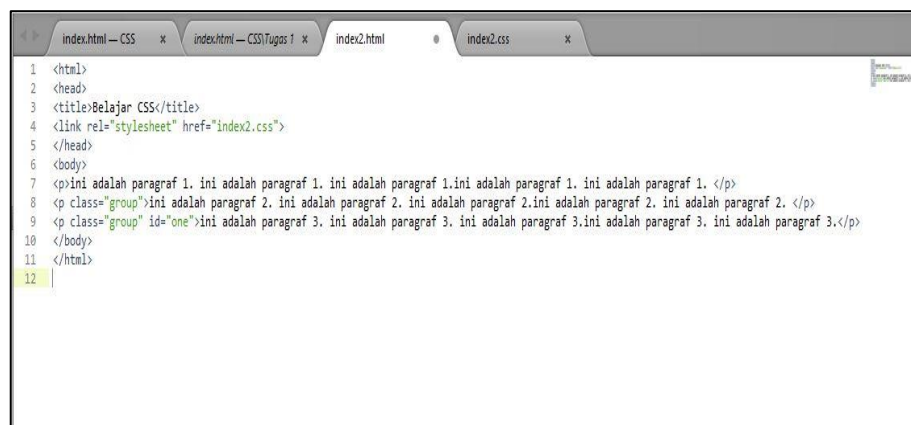 index.html — CSS x index.html — CSS\Tugas 1 x index2.html index2.css x
1 <html>
2 <head>
3 <title>Belajar CSS</title>
4 <link rel="stylesheet" href="index2.css">
5 </head>
6 <body>
7 <p>ini adalah paragraf 1. ini adalah paragraf 1. ini adalah paragraf 1.ini adalah paragraf 1. ini adalah paragraf 1. </p>
8 <p class="group">ini adalah paragraf 2. ini adalah paragraf 2. ini adalah paragraf 2.ini adalah paragraf 2. ini adalah paragraf 2. </p>
9 <p class="group" id="one">ini adalah paragraf 3. ini adalah paragraf 3. ini adalah paragraf 3.ini adalah paragraf 3. ini adalah paragraf 3.</p>
10 </body>
11 </html>
12